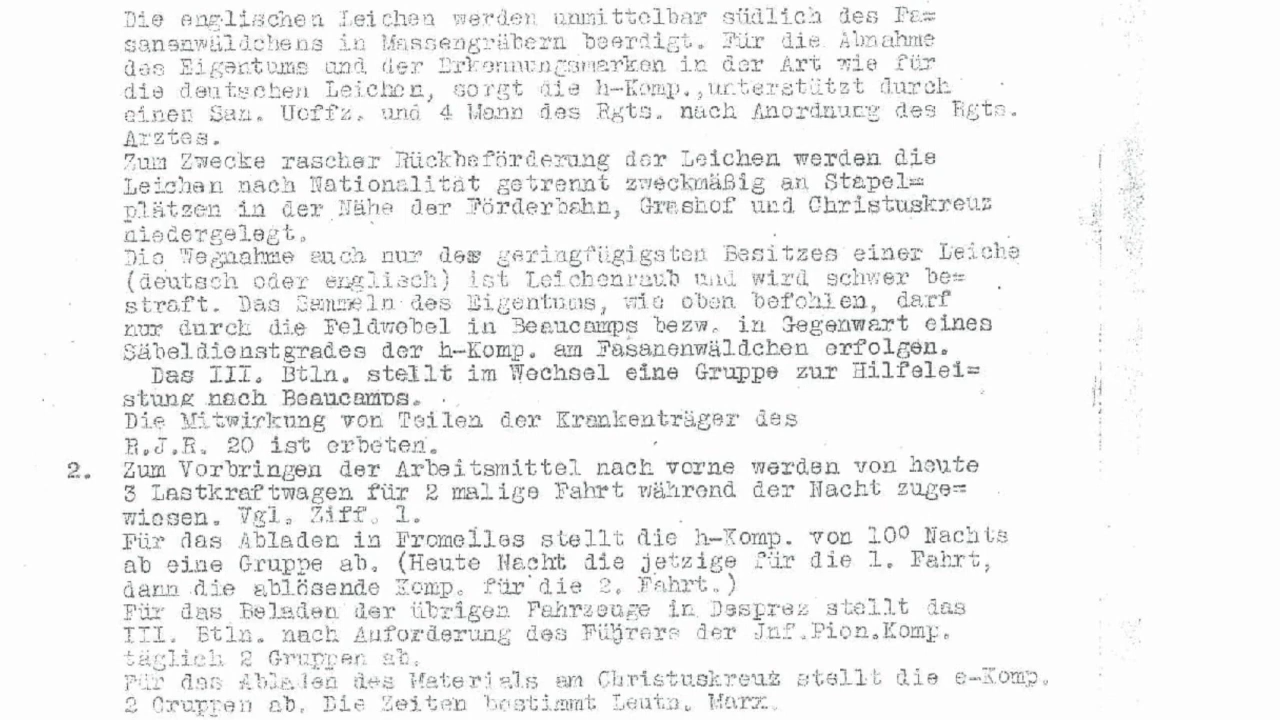 Die englischen Leichen werden unmittelbar südlich des Fa=
sanenwäldchens in Massengräbern beerdigt. Für die Abnahme
des Eigentums und der Erkennungsmarken in der Art wie für
die deutschen Leichen, sorgt die h-Komp., unterstützt durch
einen San. Uoffz. und 4 Mann des Rgts. nach Anordnung des Rgts.
Arztes.
Zum Zwecke rascher Rückbeförderung der Leichen werden die
Leichen nach Nationalität getrennt zweckmäßig an Stapel=
plätzen in der Nähe der Förderbahn, Grashof und Christuskreuz
niedergelegt.
Die Wegnahme auch nur des geringfügigsten Besitzes einer Leiche
(deutsch oder englisch) ist Leichenraub und wird schwer be=
straft. Das Sammeln des Eigentums, wie oben befohlen, darf
nur durch die Feldwebel in Beaucamps bezw. in Gegenwart eines
Säbeldienstgrades der h-Komp. am Fasanenwäldchen erfolgen.
Das III. Btln. stellt im Wechsel eine Gruppe zur Hilfelei=
stung nach Beaucamps.
Die Mitwirkung von Teilen der Krankenträger des
R.J.R. 20 ist erbeten.
2. Zum Vorbringen der Arbeitsmittel nach vorne werden von heute
3 Lastkraftwagen für 2 malige Fahrt während der Nacht zuge=
wiesen. Vgl. Ziff. 1.
Für das Abladen in Fromelles stellt die h-Komp. von 10⁰ Nachts
ab eine Gruppe ab. (Heute Nacht die jetzige für die 1. Fahrt,
dann die ablösende Komp. für die 2. Fahrt.)
Für das Beladen der übrigen Fahrzeuge in Desprez stellt das
III. Btln. nach Anforderung des Führers der Jnf.Pion.Komp.
täglich 2 Gruppen ab.
Für das Abladen des Materials am Christuskreuz stellt die e-Komp.
2 Gruppen ab. Die Zeiten bestimmt Leutn. Marx.